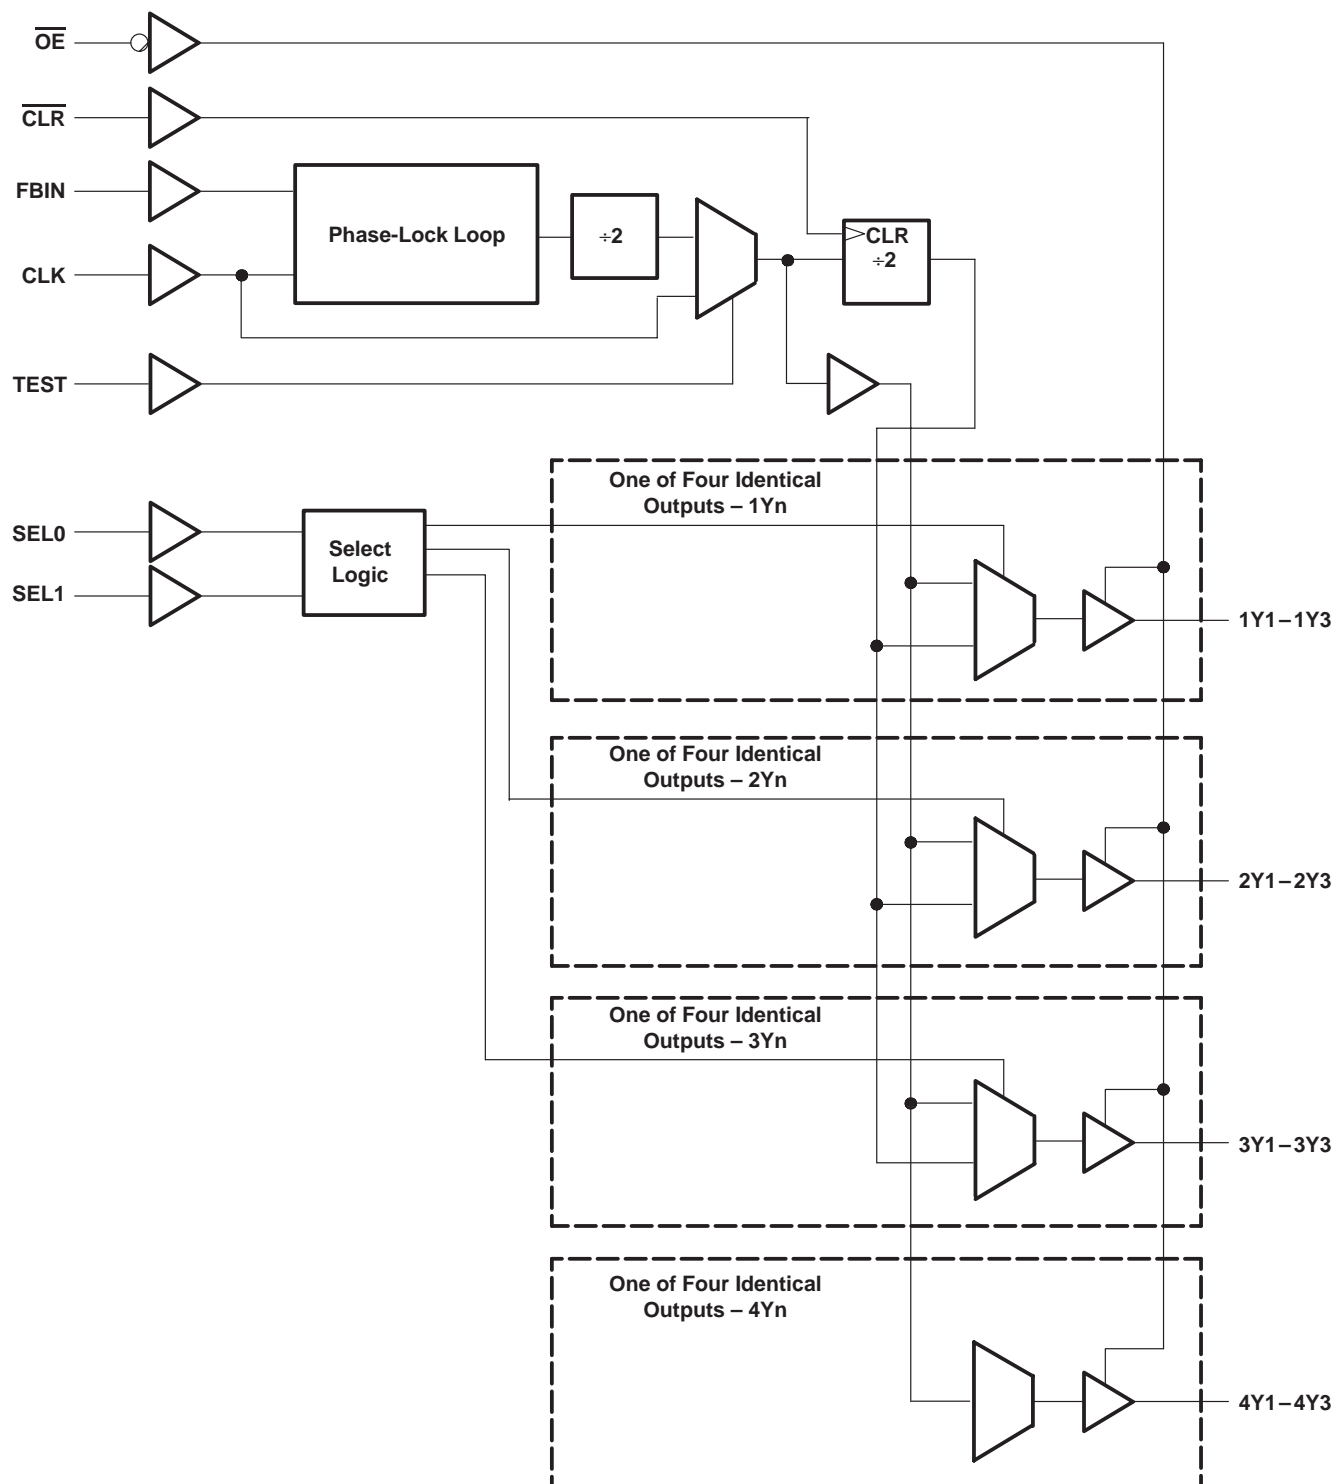 OE
CLR
FBIN
Phase-Lock Loop
÷2
CLR
÷2
CLK
TEST
One of Four Identical
Outputs – 1Yn
SEL0
SEL1
Select
Logic
1Y1–1Y3
One of Four Identical
Outputs – 2Yn
2Y1–2Y3
One of Four Identical
Outputs – 3Yn
3Y1–3Y3
One of Four Identical
Outputs – 4Yn
4Y1–4Y3